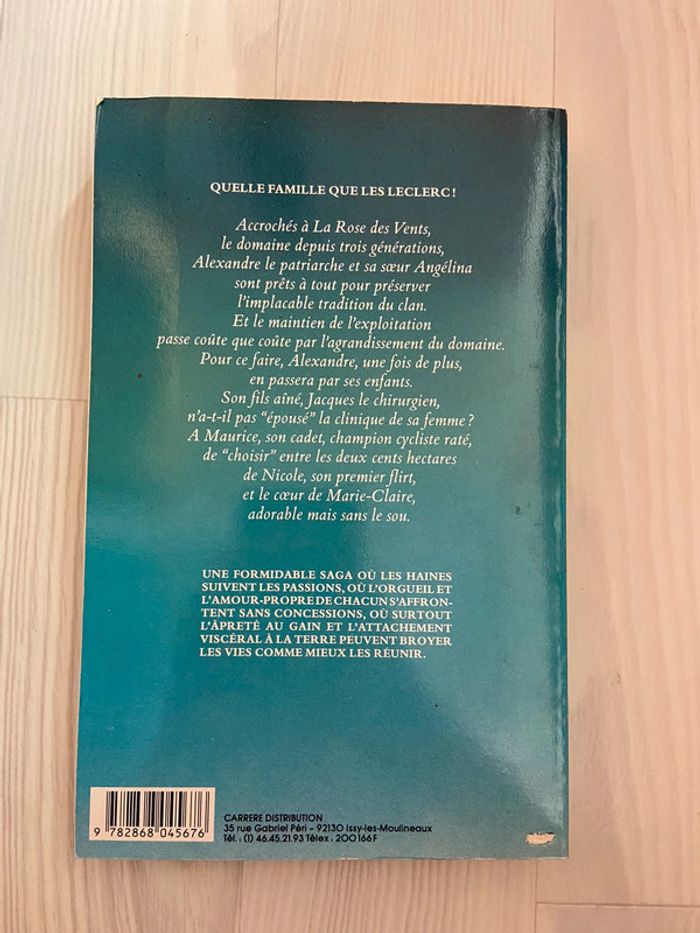 QUELLE FAMILLE QUE LES LECLERC !
Accrochés à La Rose des Vents,
le domaine depuis trois générations,
Alexandre le patriarche et sa sœur Angélina
sont prêts à tout pour préserver
l'implacable tradition du clan.
Et le maintien de l'exploitation
passe coûte que coûte par l'agrandissement du domaine.
Pour ce faire, Alexandre, une fois de plus,
en passera par ses enfants.
Son fils aîné, Jacques le chirurgien,
n'a-t-il pas "épousé" la clinique de sa femme ?
A Maurice, son cadet, champion cycliste raté,
de "choisir" entre les deux cents hectares
de Nicole, son premier flirt,
et le cœur de Marie-Claire,
adorable mais sans le sou.
UNE FORMIDABLE SAGA OÙ LES HAINES
SUIVENT LES PASSIONS, OÙ L'ORGUEIL ET
L'AMOUR-PROPRE DE CHACUN S'AFFRON-
TENT SANS CONCESSIONS, OÙ SURTOUT
L'ÂPRETÉ AU GAIN ET L'ATTACHEMENT
VISCÉRAL À LA TERRE PEUVENT BROYER
LES VIES COMME MIEUX LES RÉUNIR.
9 782868 045676
CARRERE DISTRIBUTION
35 rue Gabriel Péri - 92130 Issy-les-Moulineaux
Tél. : (1) 46.45.21.93 Télex : 200166 F